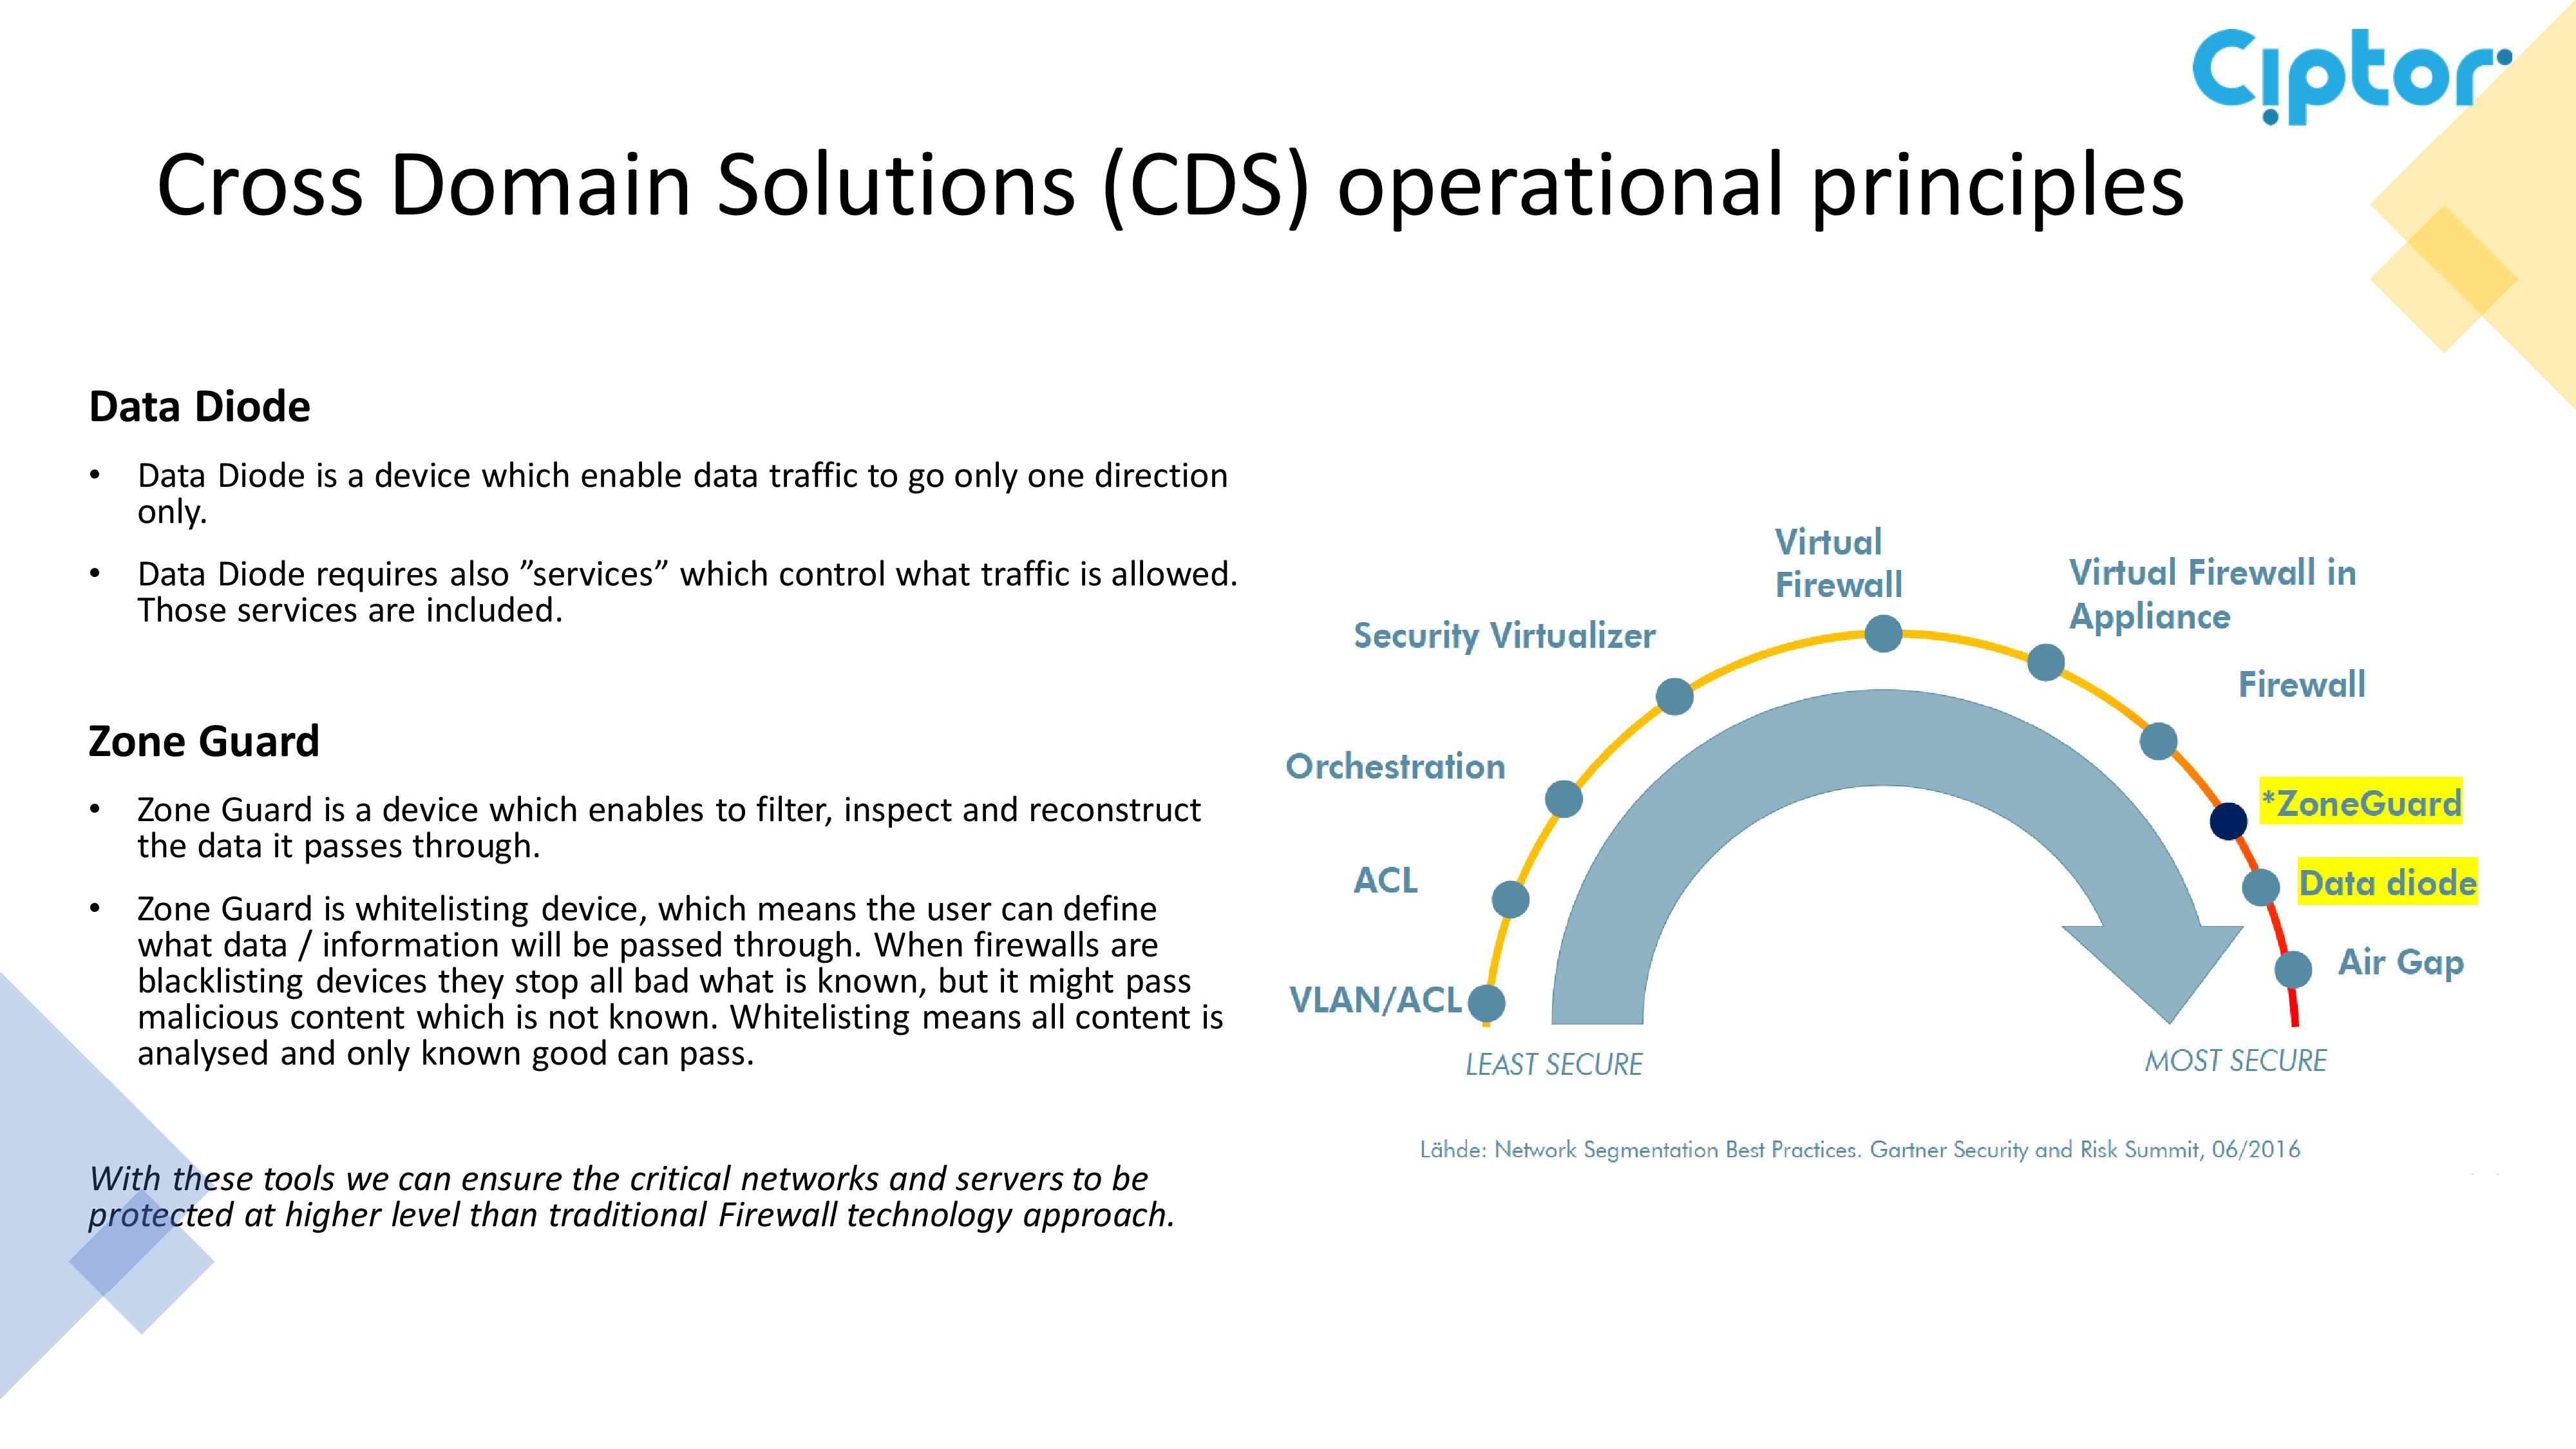 Ciptor
Cross Domain Solutions (CDS) operational principles
Data Diode
• Data Diode is a device which enable data traffic to go only one direction
only.
• Data Diode requires also ”services” which control what traffic is allowed.
Those services are included.
Zone Guard
• Zone Guard is a device which enables to filter, inspect and reconstruct
the data it passes through.
• Zone Guard is whitelisting device, which means the user can define
what data / information will be passed through. When firewalls are
blacklisting devices they stop all bad what is known, but it might pass
malicious content which is not known. Whitelisting means all content is
analysed and only known good can pass.
With these tools we can ensure the critical networks and servers to be
protected at higher level than traditional Firewall technology approach.
VLAN/ACL
ACL
Orchestration
Security Virtualizer
Virtual
Firewall
Virtual Firewall in
Appliance
Firewall
*ZoneGuard
Data diode
Air Gap
LEAST SECURE
MOST SECURE
Lähde: Network Segmentation Best Practices. Gartner Security and Risk Summit, 06/2016